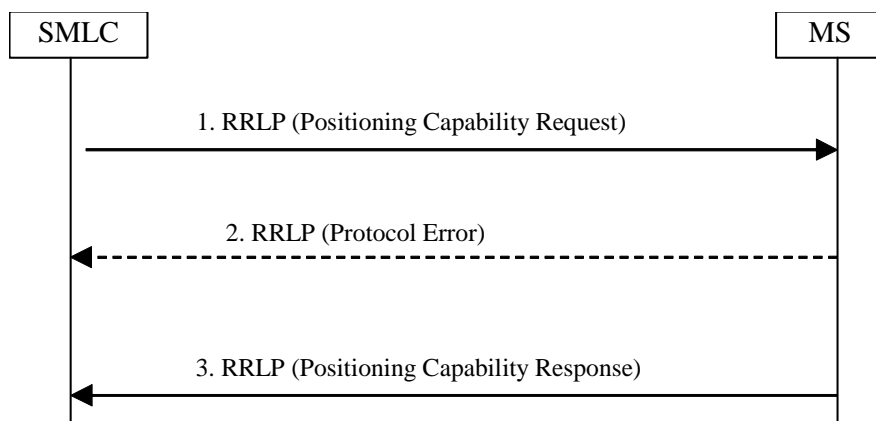 SMLC
MS
1. RRLP (Positioning Capability Request)
2. RRLP (Protocol Error)
3. RRLP (Positioning Capability Response)